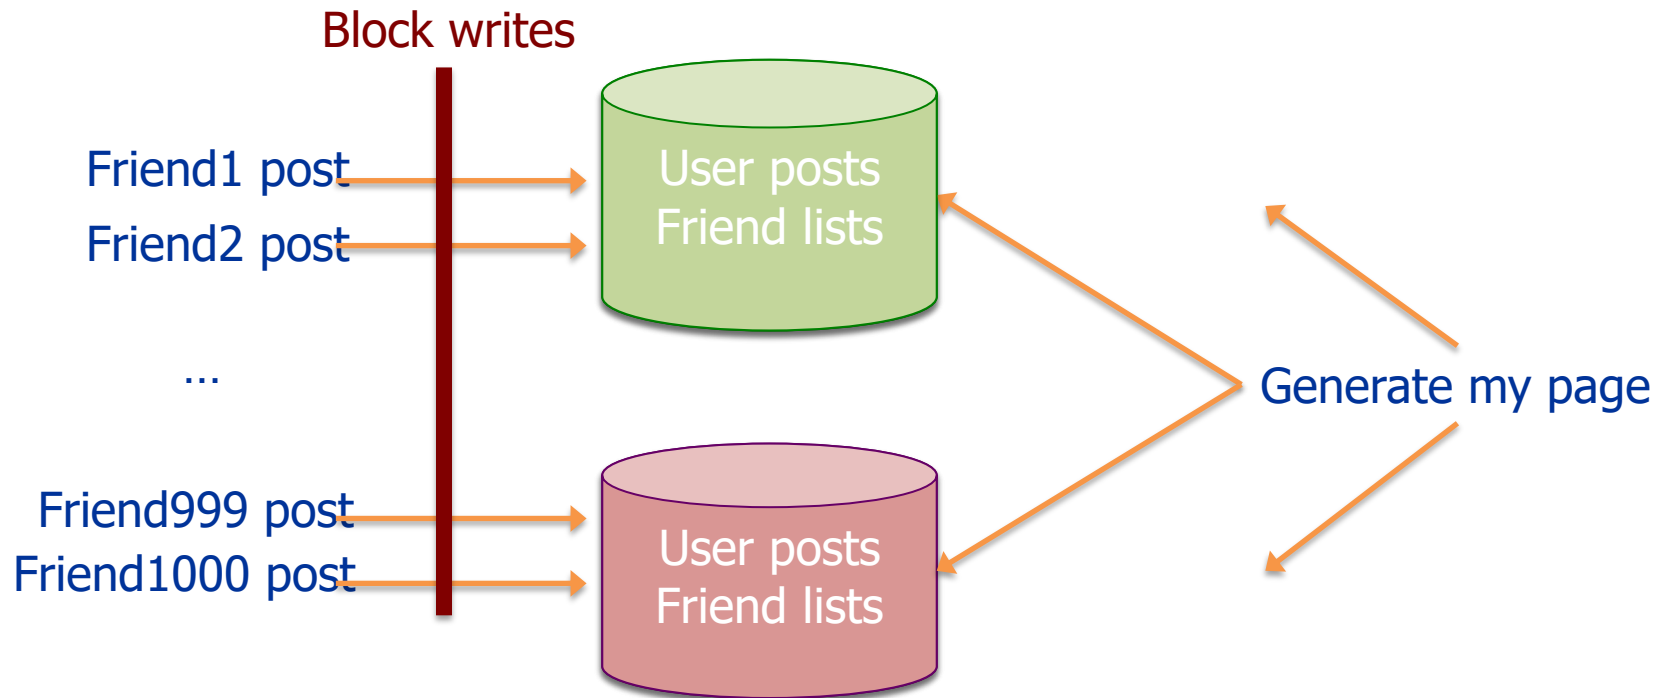 Block writes
Friend1 post
Friend2 post
...
Friend999 post
Friend1000 post
User posts
Friend lists
User posts
Friend lists
Generate my page